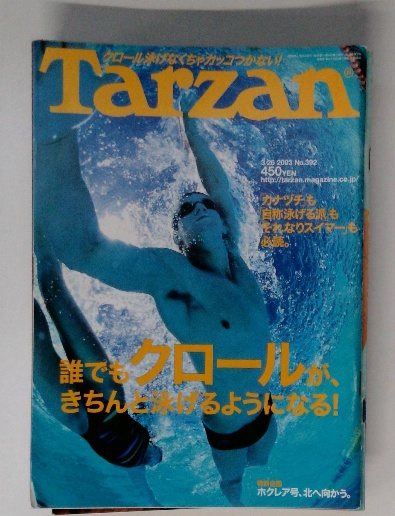 クロール泳げなくちゃカッコつかない!
Tarzan
3/26 2003 No.392
450YEN
http://tarzan.magazine.co.jp/
カナヅチも
自称泳げる派も
それなりスイマーも
必読。
誰でもクロールが、
きちんと泳げるようになる!
特別企画
ホクレア号、北へ向かう。